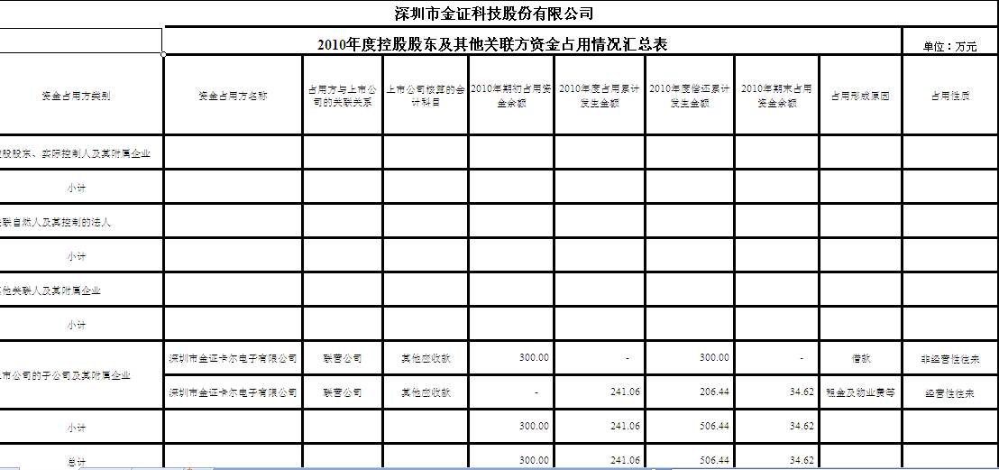 深圳市金证科技股份有限公司
2010年度控股股东及其他关联方资金占用情况汇总表
单位：万元
资金占用方类别 资金占用方名称 占用方与上市公司的关联关系 上市公司核算的会计科目 2010年期初占用资金余额 2010年度占用累计发生金额 2010年度偿还累计发生金额 2010年期末占用资金余额 占用形成原因 占用性质
股股东、实际控制人及其附属企业
小计
联自然人及其控制的法人
小计
他关联人及其附属企业
小计
市公司的子公司及其附属企业
深圳市金证卡尔电子有限公司 联营公司 其他应收款 300.00 - 300.00 - 借款 非经营性往来
深圳市金证卡尔电子有限公司 联营公司 其他应收款 - 241.06 206.44 34.62 租金及物业费等 经营性往来
小计 300.00 241.06 506.44 34.62
总计 300.00 241.06 506.44 34.62